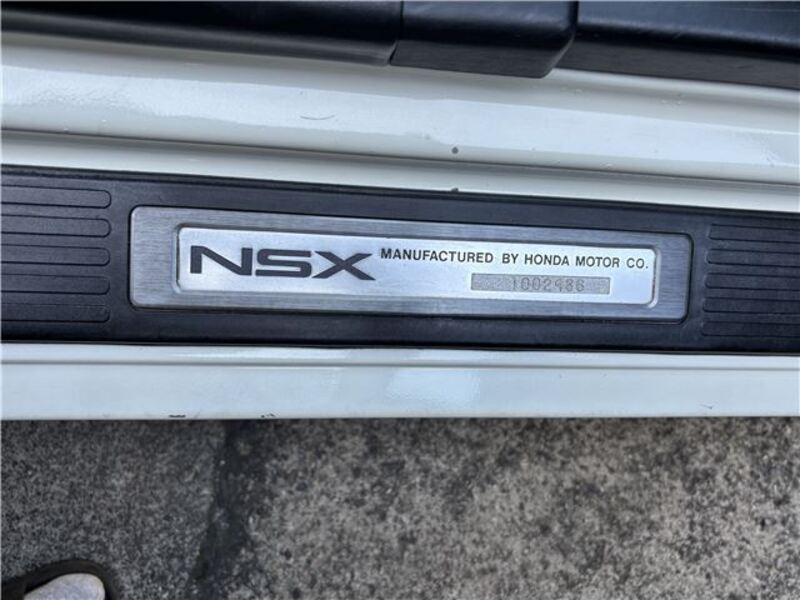 NSX MANUFACTURED BY HONDA MOTOR CO.
1002486